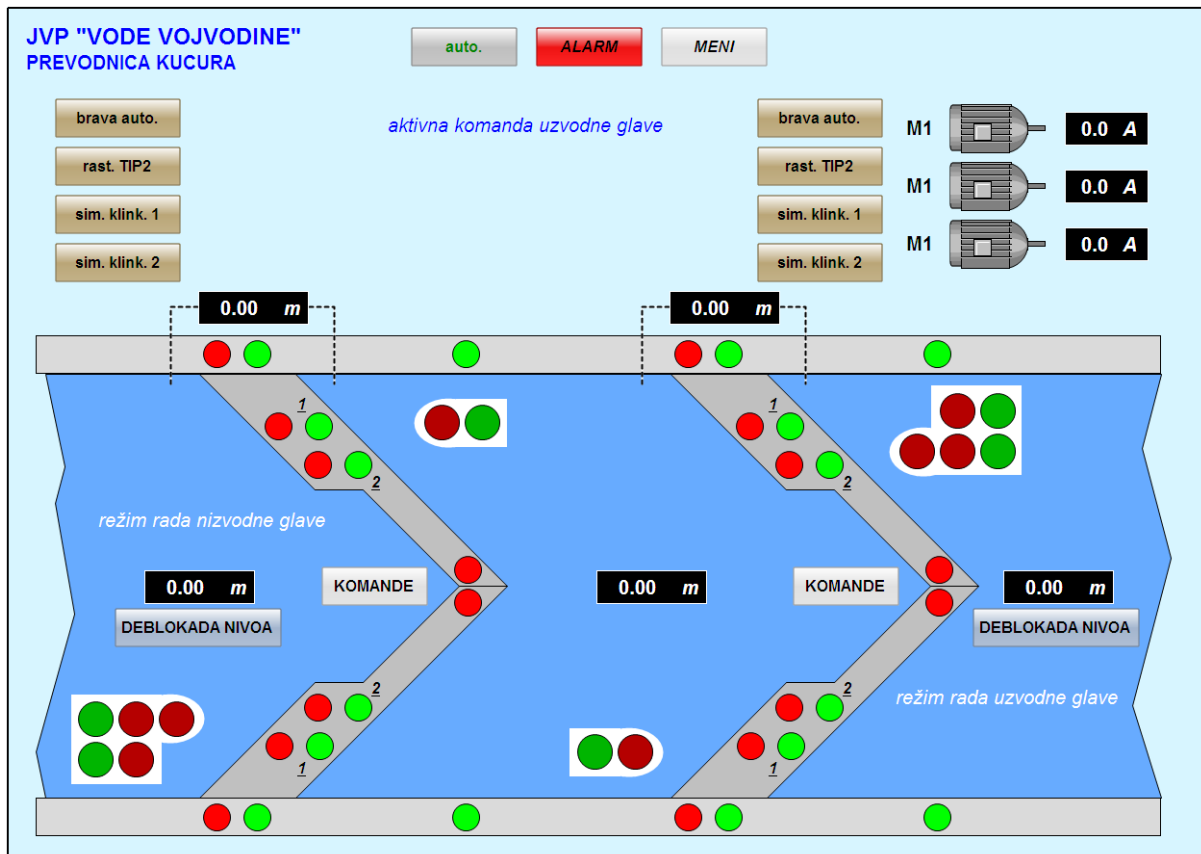 JVP "VODE VOJVODINE"
PREVODNICA KUCURA
auto.
ALARM
MENI
brava auto.
rast. TIP2
sim. klink. 1
sim. klink. 2
aktivna komanda uzvodne glave
brava auto.
rast. TIP2
sim. klink. 1
sim. klink. 2
M1 0.0 A
M1 0.0 A
M1 0.0 A
0.00 m
0.00 m
1
2
1
2
režim rada nizvodne glave
0.00 m
DEBLOKADA NIVOA
KOMANDE
0.00 m
KOMANDE
0.00 m
DEBLOKADA NIVOA
režim rada uzvodne glave
2
1
2
1